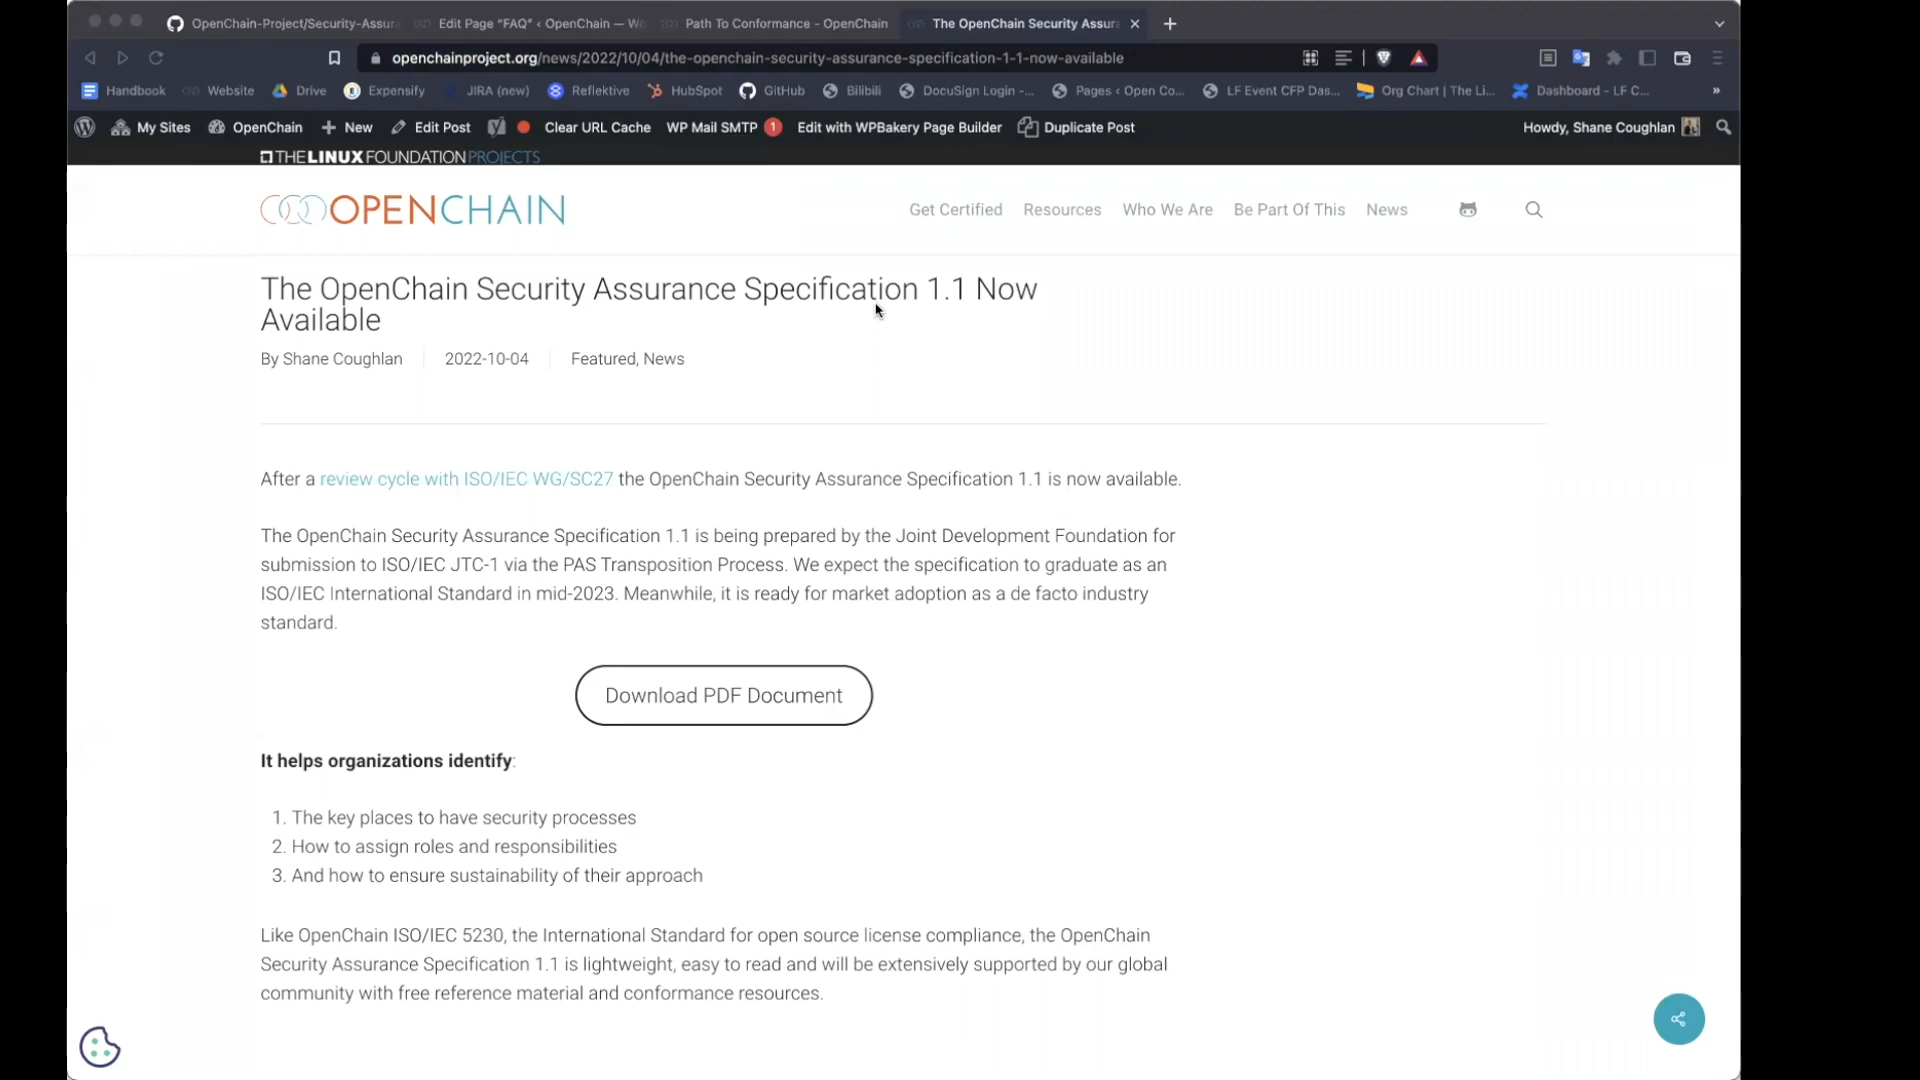 OpenChain-Project/Security-Assura
Edit Page "FAQ" ‹ OpenChain — Wo
Path To Conformance - OpenChain
The OpenChain Security Assura
openchainproject.org/news/2022/10/04/the-openchain-security-assurance-specification-1-1-now-available
Handbook Website Drive Expensify JIRA (new) Reflektive HubSpot GitHub Bilibili DocuSign Login -... Pages ‹ Open Co... LF Event CFP Das... Org Chart | The Li... Dashboard - LF C... »
My Sites OpenChain New Edit Post Clear URL Cache WP Mail SMTP 1 Edit with WPBakery Page Builder Duplicate Post Howdy, Shane Coughlan
THE LINUX FOUNDATION PROJECTS
OPENCHAIN
Get Certified Resources Who We Are Be Part Of This News
The OpenChain Security Assurance Specification 1.1 Now
Available
By Shane Coughlan 2022-10-04 Featured, News
After a review cycle with ISO/IEC WG/SC27 the OpenChain Security Assurance Specification 1.1 is now available.
The OpenChain Security Assurance Specification 1.1 is being prepared by the Joint Development Foundation for
submission to ISO/IEC JTC-1 via the PAS Transposition Process. We expect the specification to graduate as an
ISO/IEC International Standard in mid-2023. Meanwhile, it is ready for market adoption as a de facto industry
standard.
Download PDF Document
It helps organizations identify:
1. The key places to have security processes
2. How to assign roles and responsibilities
3. And how to ensure sustainability of their approach
Like OpenChain ISO/IEC 5230, the International Standard for open source license compliance, the OpenChain
Security Assurance Specification 1.1 is lightweight, easy to read and will be extensively supported by our global
community with free reference material and conformance resources.